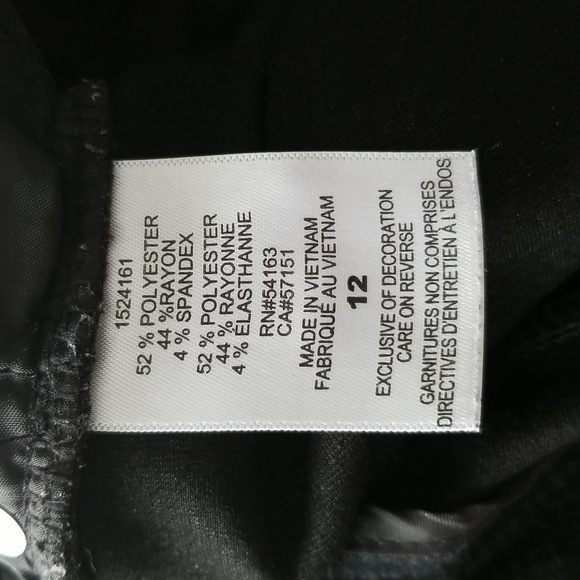 1524161
52 % POLYESTER
44 %RAYON
4 % SPANDEX
52 % POLYESTER
44 % RAYONNE
4 % ÉLASTHANNE
RN#54163
CA#57151
MADE IN VIETNAM
FABRIQUÉ AU VIETNAM
12
EXCLUSIVE OF DECORATION
CARE ON REVERSE
GARNITURES NON COMPRISES
DIRECTIVES D'ENTRETIEN À L'ENDOS